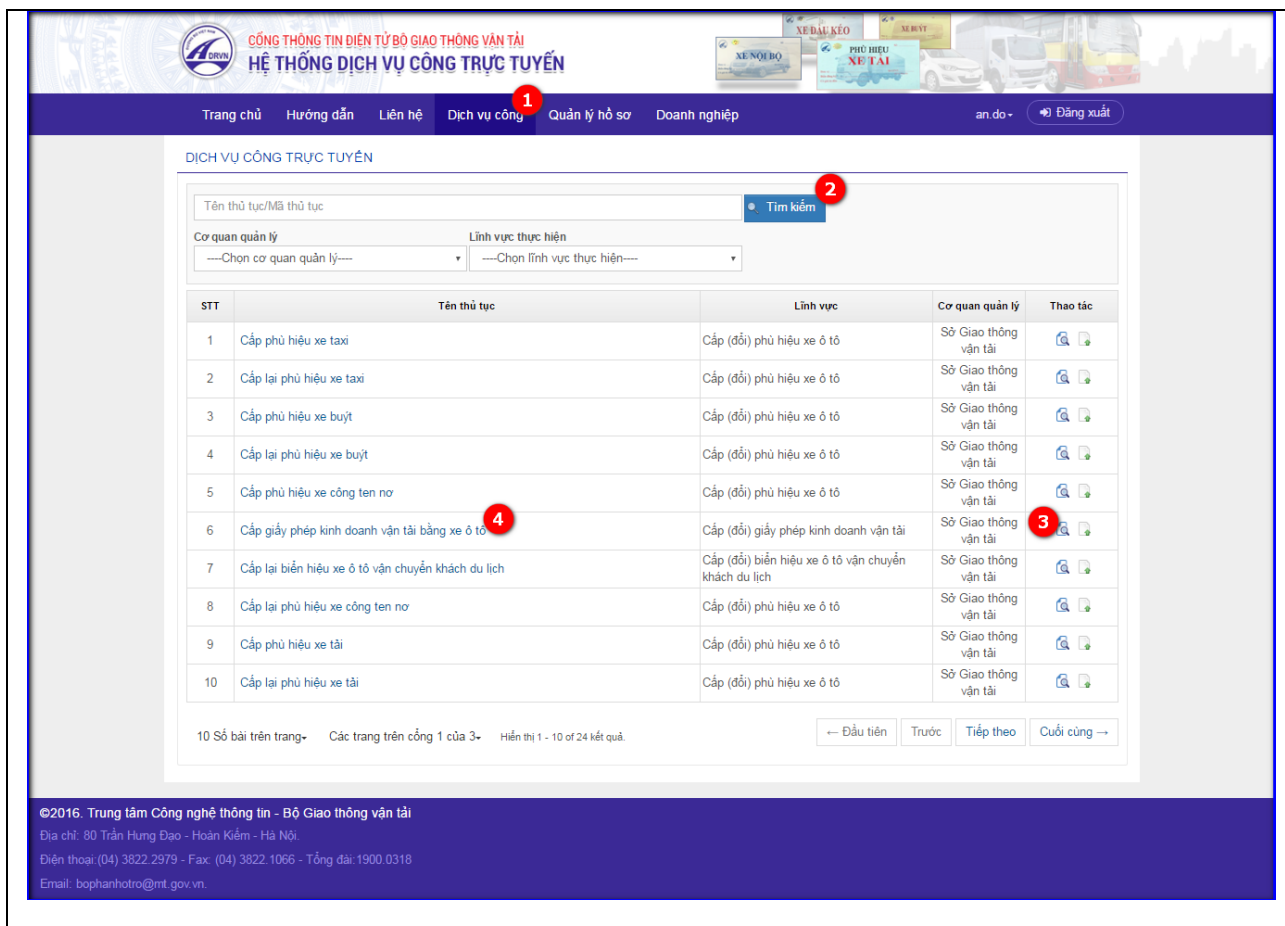 CỔNG THÔNG TIN ĐIỆN TỬ BỘ GIAO THÔNG VẬN TẢI
HỆ THỐNG DỊCH VỤ CÔNG TRỰC TUYẾN
DRVN
XE ĐẦU KÉO
XE BUÝT
XE NỘI BỘ
PHÙ HIỆU
XE TẢI
Trang chủ Hướng dẫn Liên hệ Dịch vụ công 1 Quản lý hồ sơ Doanh nghiệp an.do Đăng xuất
DỊCH VỤ CÔNG TRỰC TUYẾN
Tên thủ tục/Mã thủ tục Tìm kiếm 2
Cơ quan quản lý Lĩnh vực thực hiện
----Chọn cơ quan quản lý---- ----Chọn lĩnh vực thực hiện----
STT Tên thủ tục Lĩnh vực Cơ quan quản lý Thao tác
1 Cấp phù hiệu xe taxi Cấp (đổi) phù hiệu xe ô tô Sở Giao thông
vận tải
2 Cấp lại phù hiệu xe taxi Cấp (đổi) phù hiệu xe ô tô Sở Giao thông
vận tải
3 Cấp phù hiệu xe buýt Cấp (đổi) phù hiệu xe ô tô Sở Giao thông
vận tải
4 Cấp lại phù hiệu xe buýt Cấp (đổi) phù hiệu xe ô tô Sở Giao thông
vận tải
5 Cấp phù hiệu xe công ten nơ Cấp (đổi) phù hiệu xe ô tô Sở Giao thông
vận tải
6 Cấp giấy phép kinh doanh vận tải bằng xe ô tô 4 Cấp (đổi) giấy phép kinh doanh vận tải Sở Giao thông 3
vận tải
7 Cấp lại biển hiệu xe ô tô vận chuyển khách du lịch Cấp (đổi) biển hiệu xe ô tô vận chuyển Sở Giao thông
khách du lịch vận tải
8 Cấp lại phù hiệu xe công ten nơ Cấp (đổi) phù hiệu xe ô tô Sở Giao thông
vận tải
9 Cấp phù hiệu xe tải Cấp (đổi) phù hiệu xe ô tô Sở Giao thông
vận tải
10 Cấp lại phù hiệu xe tải Cấp (đổi) phù hiệu xe ô tô Sở Giao thông
vận tải
10 Số bài trên trang Các trang trên cổng 1 của 3 Hiển thị 1 - 10 of 24 kết quả. ← Đầu tiên Trước Tiếp theo Cuối cùng →
©2016. Trung tâm Công nghệ thông tin - Bộ Giao thông vận tải
Địa chỉ: 80 Trần Hưng Đạo - Hoàn Kiếm - Hà Nội.
Điện thoại:(04) 3822.2979 - Fax: (04) 3822.1066 - Tổng đài:1900.0318
Email: bophanhotro@mt.gov.vn.